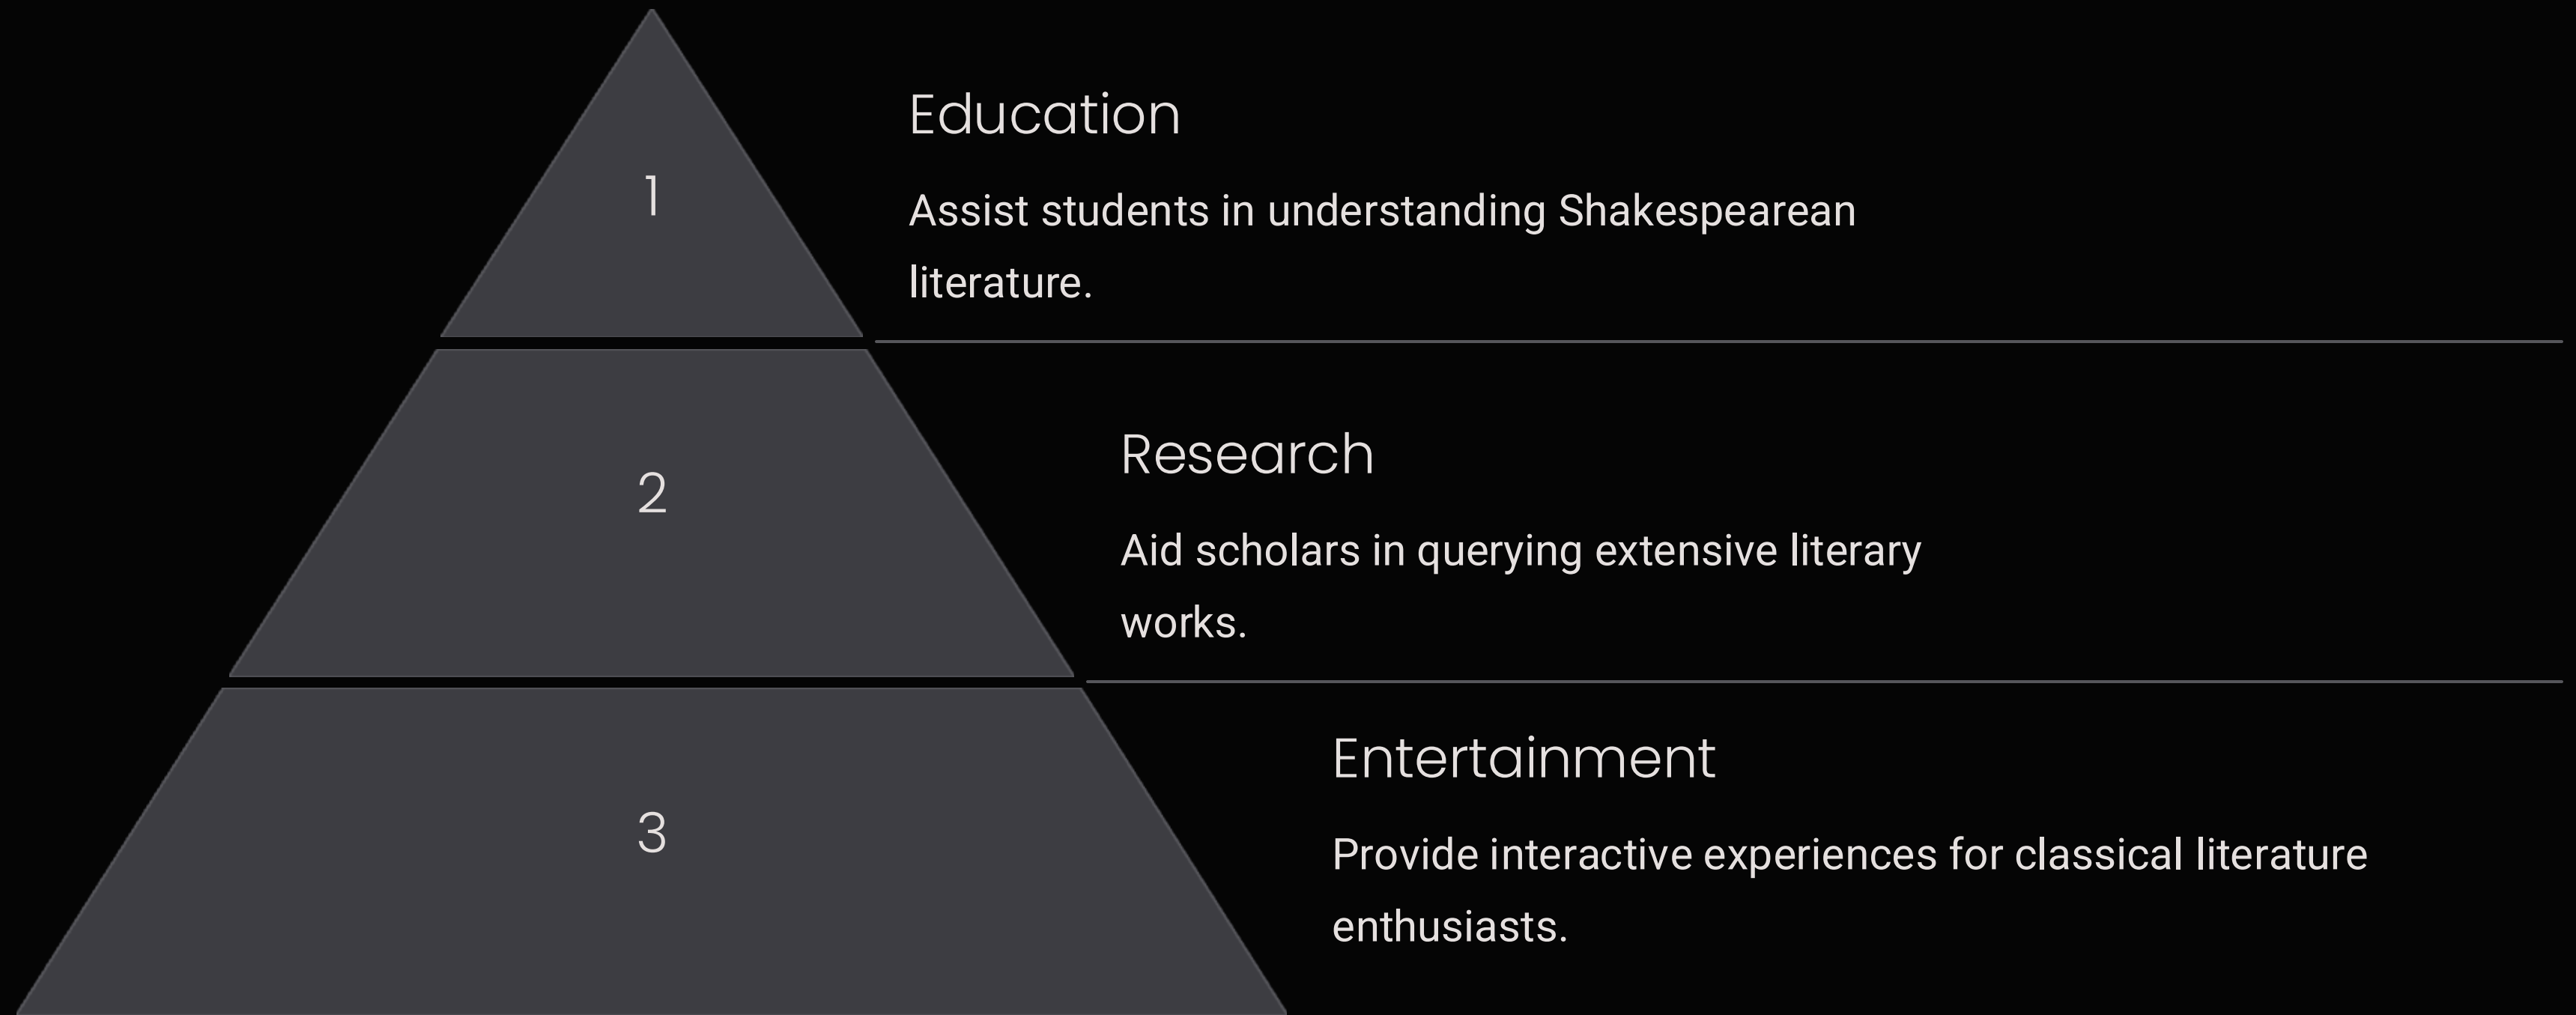 1
Education
Assist students in understanding Shakespearean
literature.
2
Research
Aid scholars in querying extensive literary
works.
3
Entertainment
Provide interactive experiences for classical literature
enthusiasts.